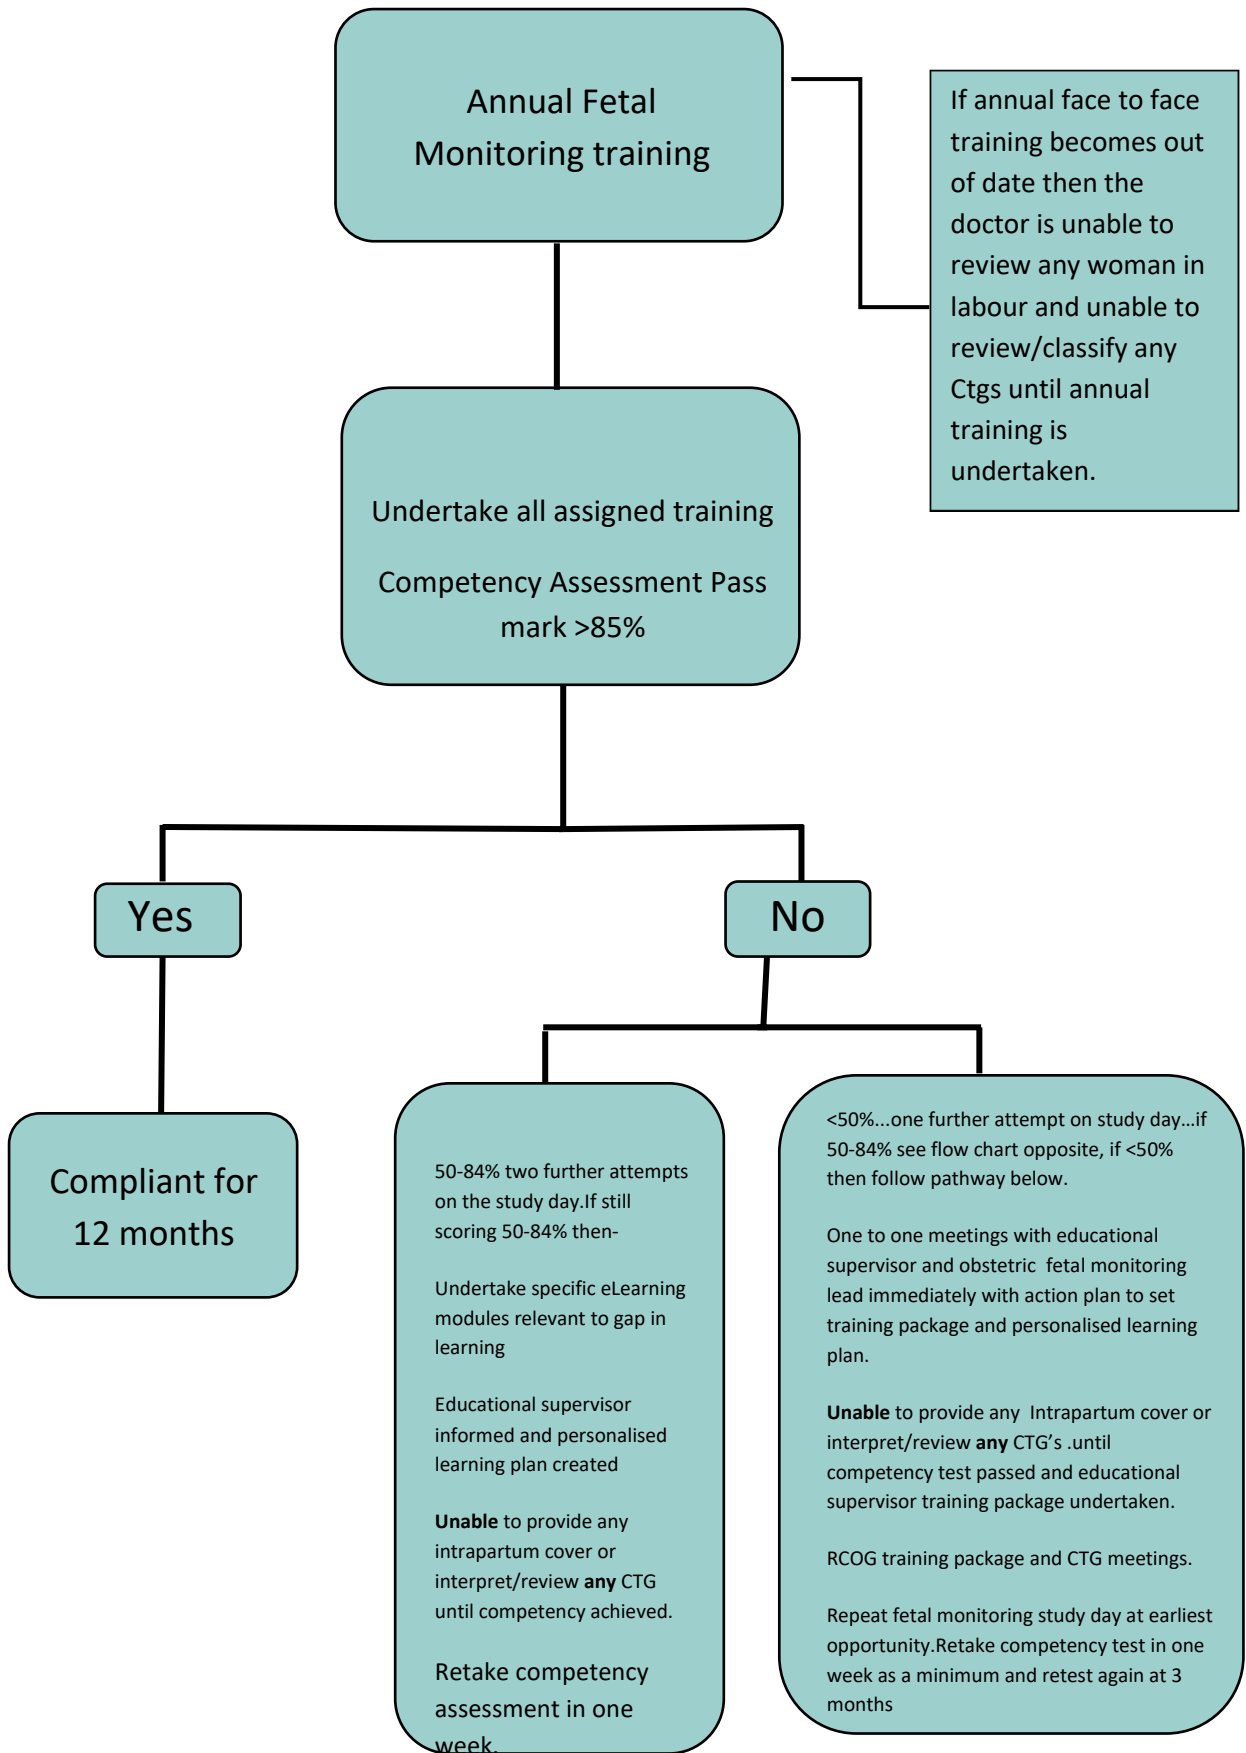 Annual Fetal
Monitoring training
If annual face to face
training becomes out
of date then the
doctor is unable to
review any woman in
labour and unable to
review/classify any
Ctgs until annual
training is
undertaken.
Undertake all assigned training
Competency Assessment Pass
mark >85%
Yes
No
Compliant for
12 months
50-84% two further attempts
on the study day.If still
scoring 50-84% then-
Undertake specific eLearning
modules relevant to gap in
learning
Educational supervisor
informed and personalised
learning plan created
Unable to provide any
intrapartum cover or
interpret/review any CTG
until competency achieved.
Retake competency
assessment in one
week.
<50%...one further attempt on study day...if
50-84% see flow chart opposite, if <50%
then follow pathway below.
One to one meetings with educational
supervisor and obstetric  fetal monitoring
lead immediately with action plan to set
training package and personalised learning
plan.
Unable to provide any  Intrapartum cover or
interpret/review any CTG’s .until
competency test passed and educational
supervisor training package undertaken.
RCOG training package and CTG meetings.
Repeat fetal monitoring study day at earliest
opportunity.Retake competency test in one
week as a minimum and retest again at 3
months